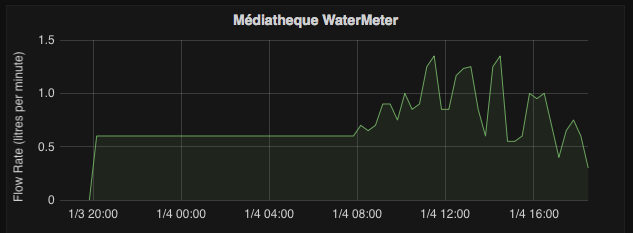 Médiatheque WaterMeter
Flow Rate (litres per minute)
1.5
1.0
0.5
0
1/3 20:00 1/4 00:00 1/4 04:00 1/4 08:00 1/4 12:00 1/4 16:00